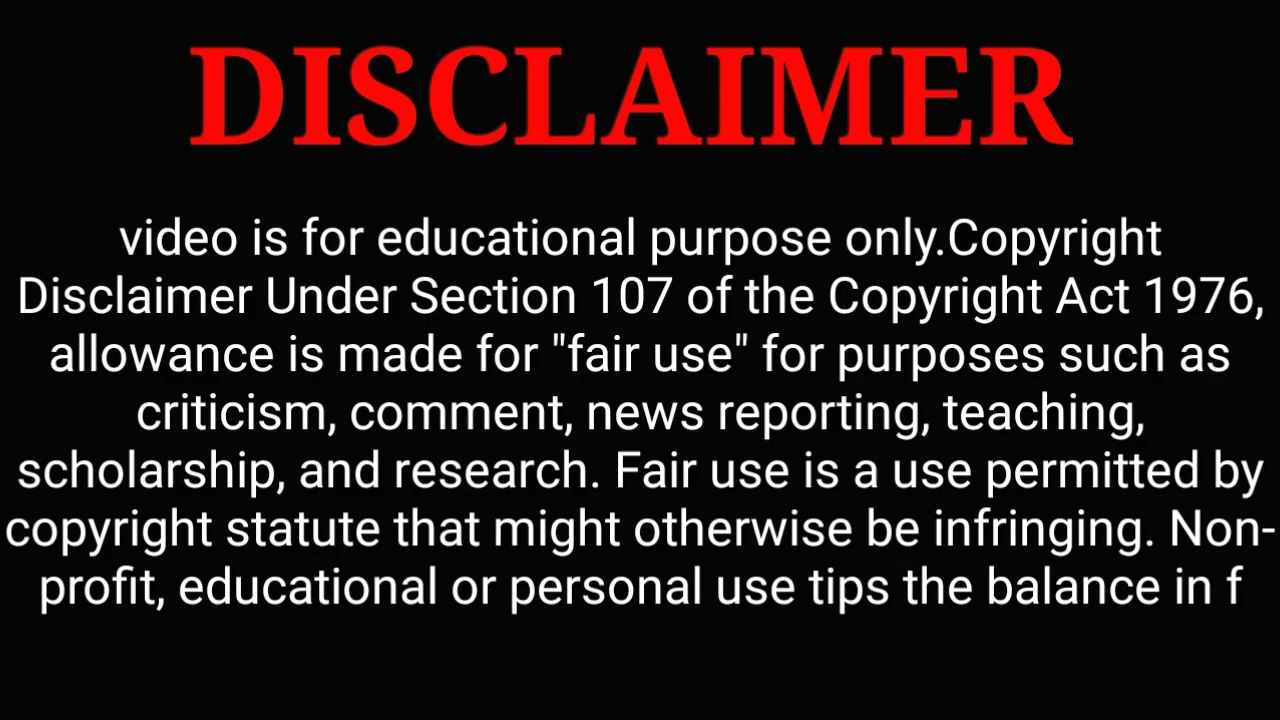 DISCLAIMER
video is for educational purpose only.Copyright
Disclaimer Under Section 107 of the Copyright Act 1976,
allowance is made for "fair use" for purposes such as
criticism, comment, news reporting, teaching,
scholarship, and research. Fair use is a use permitted by
copyright statute that might otherwise be infringing. Non-
profit, educational or personal use tips the balance in f